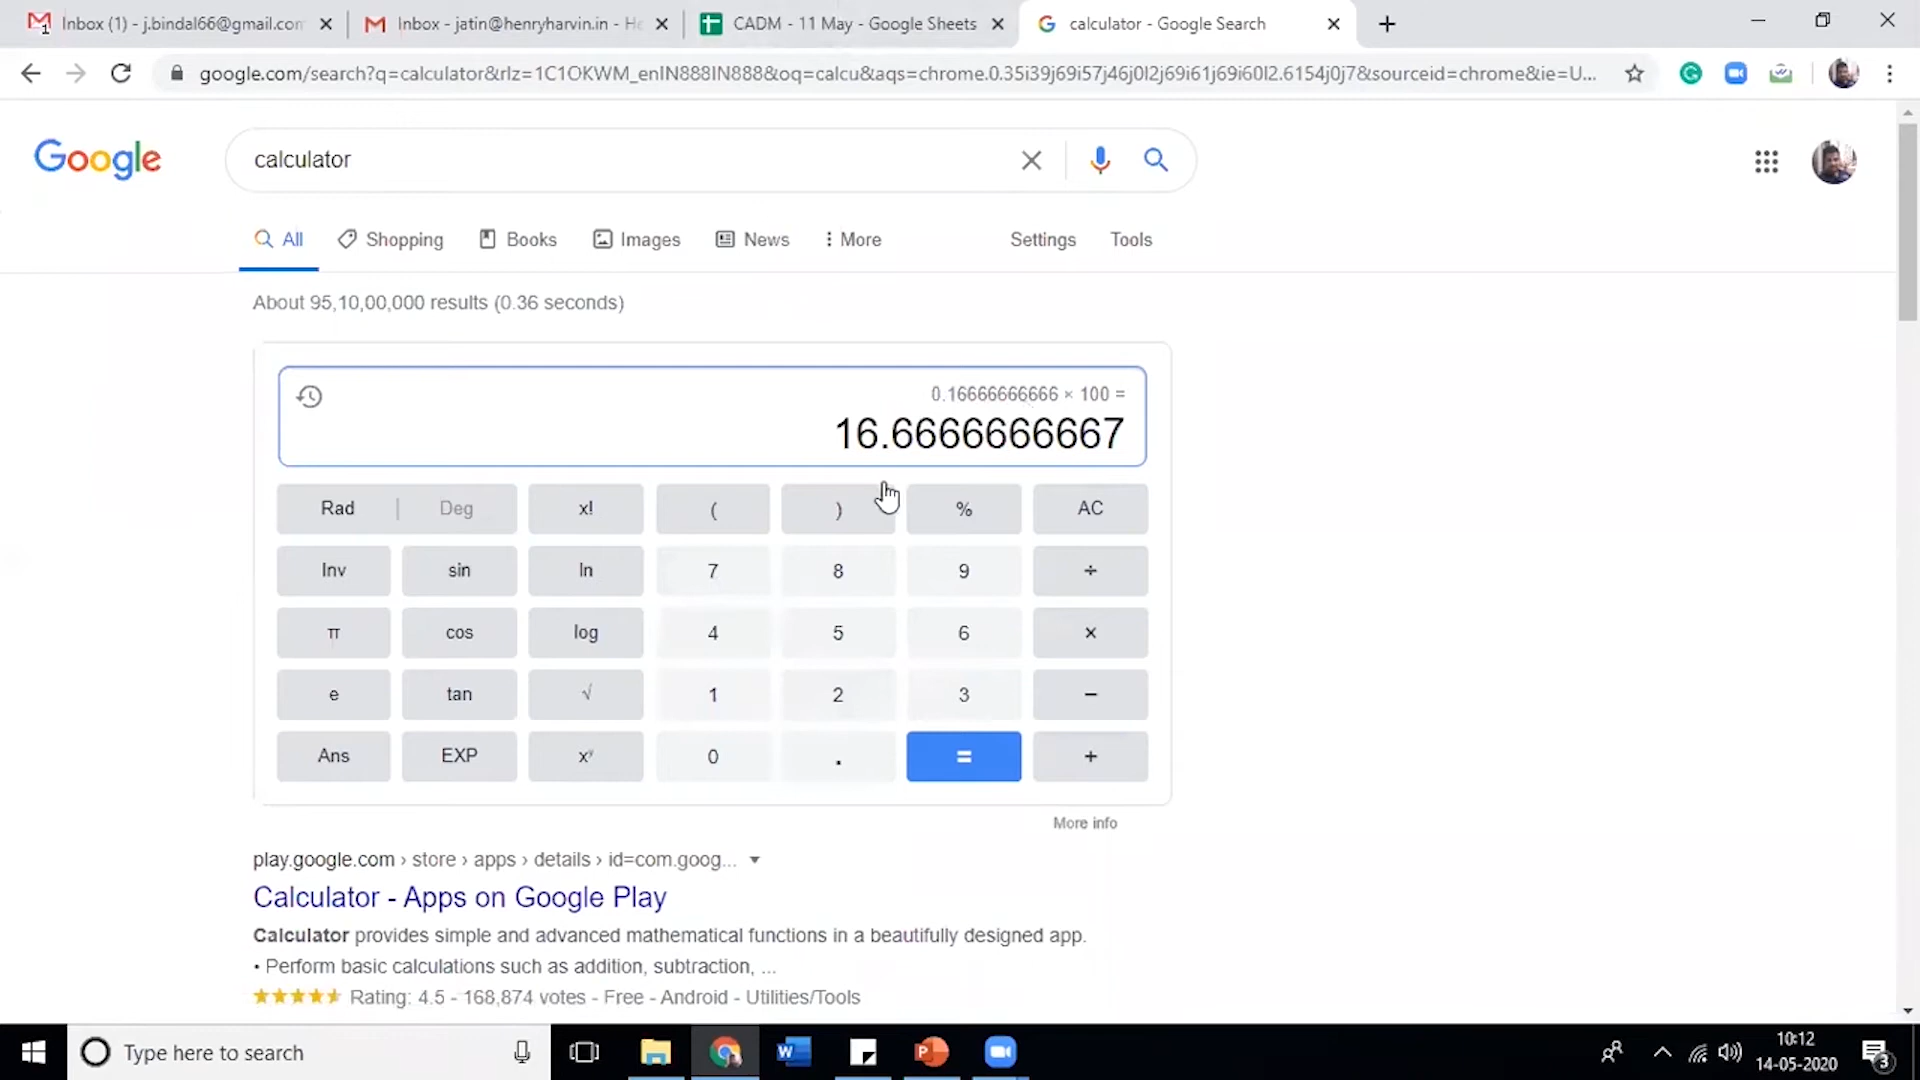 Inbox (1) - j.bindal66@gmail.com
Inbox - jatin@henryharvin.in - He
CADM - 11 May - Google Sheets
calculator - Google Search
google.com/search?q=calculator&rlz=1C1OKWM_enIN888IN888&oq=calcu&aqs=chrome.0.35i39j69i57j46j0l2j69i61j69i60l2.6154j0j7&sourceid=chrome&ie=U...
Google
calculator
All
Shopping
Books
Images
News
More
Settings
Tools
About 95,10,00,000 results (0.36 seconds)
0.16666666666 × 100 =
16.6666666667
Rad | Deg x! ( ) % AC
Inv sin ln 7 8 9 ÷
π cos log 4 5 6 ×
e tan √ 1 2 3 −
Ans EXP xʸ 0 . = +
More info
play.google.com › store › apps › details › id=com.goog...
Calculator - Apps on Google Play
Calculator provides simple and advanced mathematical functions in a beautifully designed app.
• Perform basic calculations such as addition, subtraction, ...
Rating: 4.5 - 168,874 votes - Free - Android - Utilities/Tools
Type here to search
10:12
14-05-2020
3